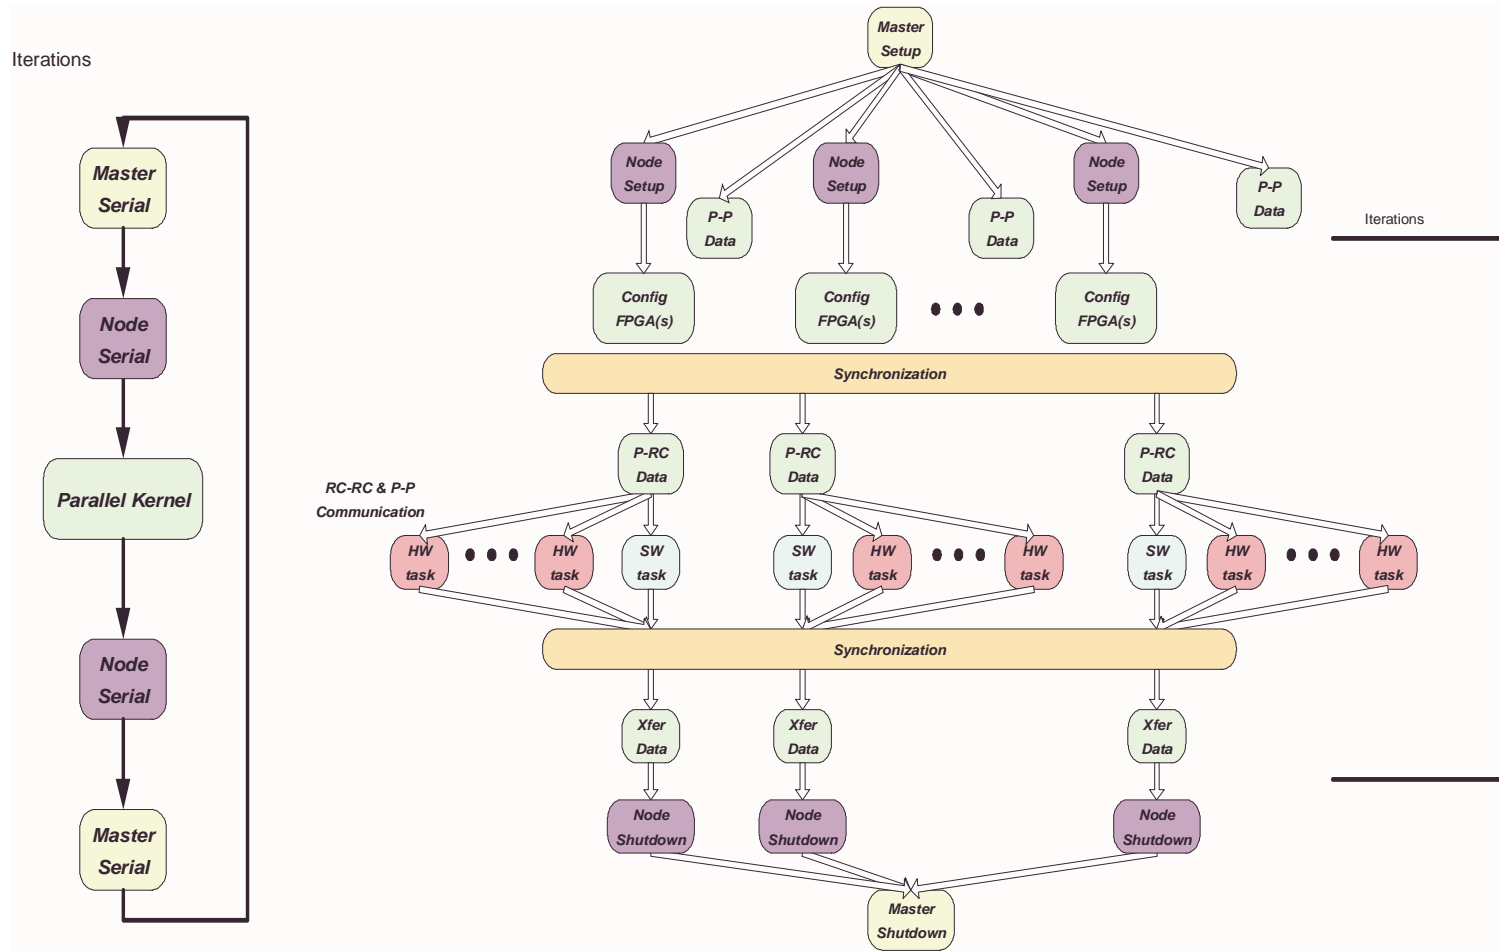 Iterations
Master
Serial
Node
Serial
Parallel Kernel
Node
Serial
Master
Serial
Master
Setup
Node
Setup
P-P
Data
Node
Setup
P-P
Data
Node
Setup
P-P
Data
Iterations
Config
FPGA(s)
Config
FPGA(s)
Config
FPGA(s)
Synchronization
P-RC
Data
P-RC
Data
P-RC
Data
RC-RC & P-P
Communication
HW
task
HW
task
SW
task
SW
task
HW
task
HW
task
SW
task
HW
task
HW
task
Synchronization
Xfer
Data
Xfer
Data
Xfer
Data
Node
Shutdown
Node
Shutdown
Node
Shutdown
Master
Shutdown